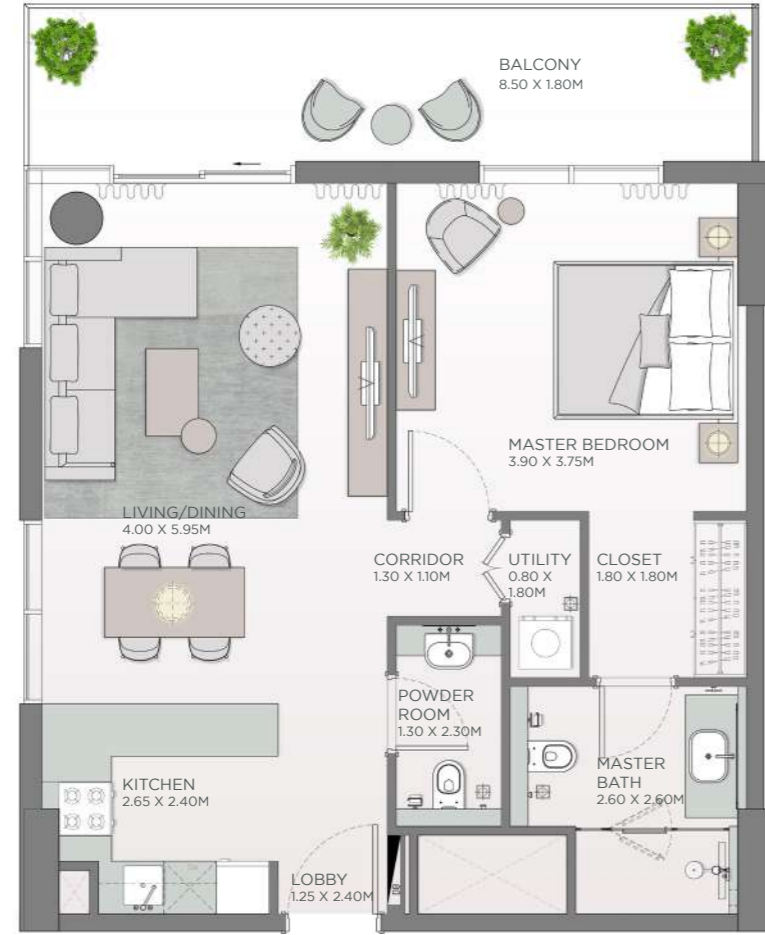 BALCONY
8.50 X 1.80M
MASTER BEDROOM
3.90 X 3.75M
LIVING/DINING
4.00 X 5.95M
CORRIDOR
1.30 X 1.10M
UTILITY
0.80 X
1.80M
CLOSET
1.80 X 1.80M
POWDER
ROOM
1.30 X 2.30M
MASTER
BATH
2.60 X 2.60M
KITCHEN
2.65 X 2.40M
LOBBY
1.25 X 2.40M
DB